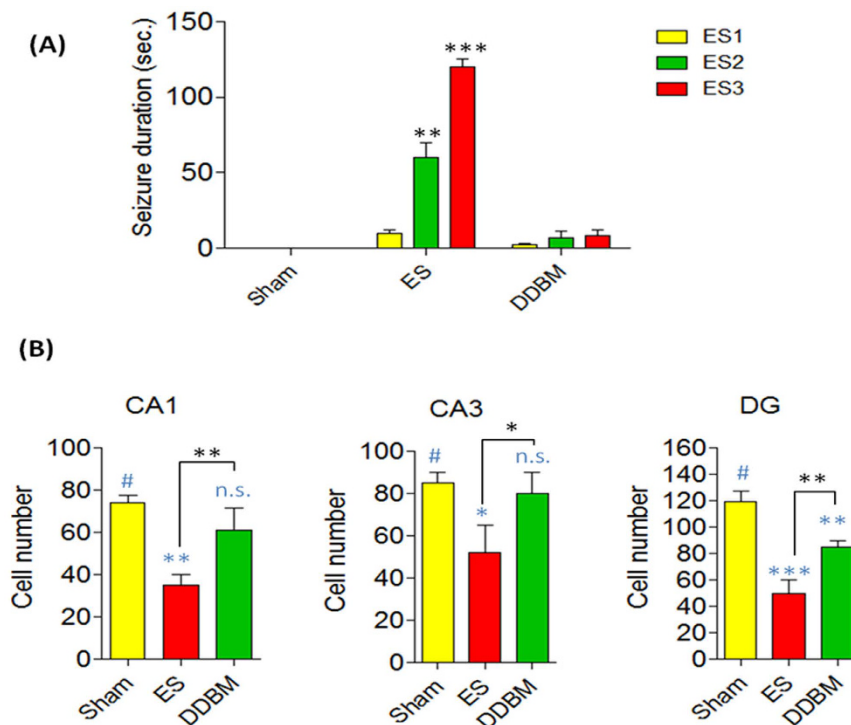 (A)
Seizure duration (sec.)
150
100
50
0
**
***
Sham
ES
DDBM
ES1
ES2
ES3
(B)
CA1
Cell number
100
80
60
40
20
0
#
**
**
n.s.
Sham
ES
DDBM
CA3
Cell number
100
80
60
40
20
0
#
*
*
n.s.
Sham
ES
DDBM
DG
Cell number
160
140
120
100
80
60
40
20
0
#
***
**
**
Sham
ES
DDBM